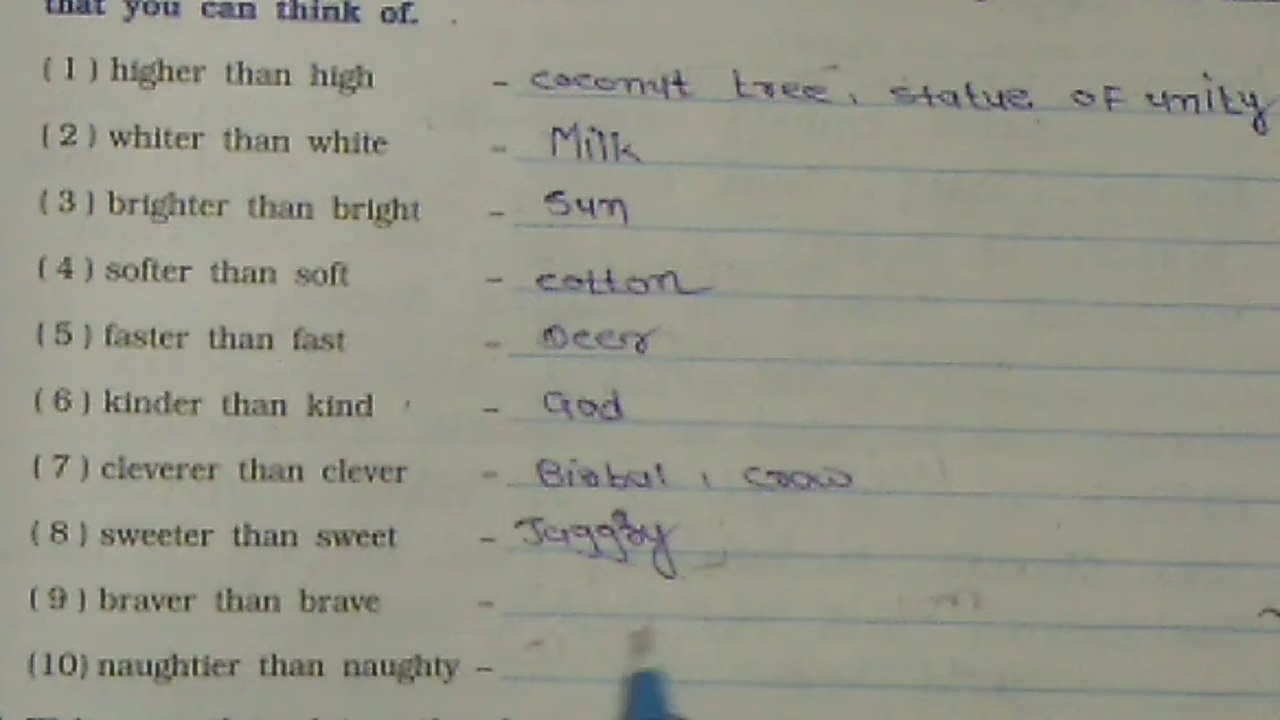 that you can think of.
(1) higher than high - coconut tree, statue of unity
(2) whiter than white - Milk
(3) brighter than bright - Sun
(4) softer than soft - cotton
(5) faster than fast - Deer
(6) kinder than kind - God
(7) cleverer than clever - Birbal, crow
(8) sweeter than sweet - Jaggry
(9) braver than brave -
(10) naughtier than naughty -